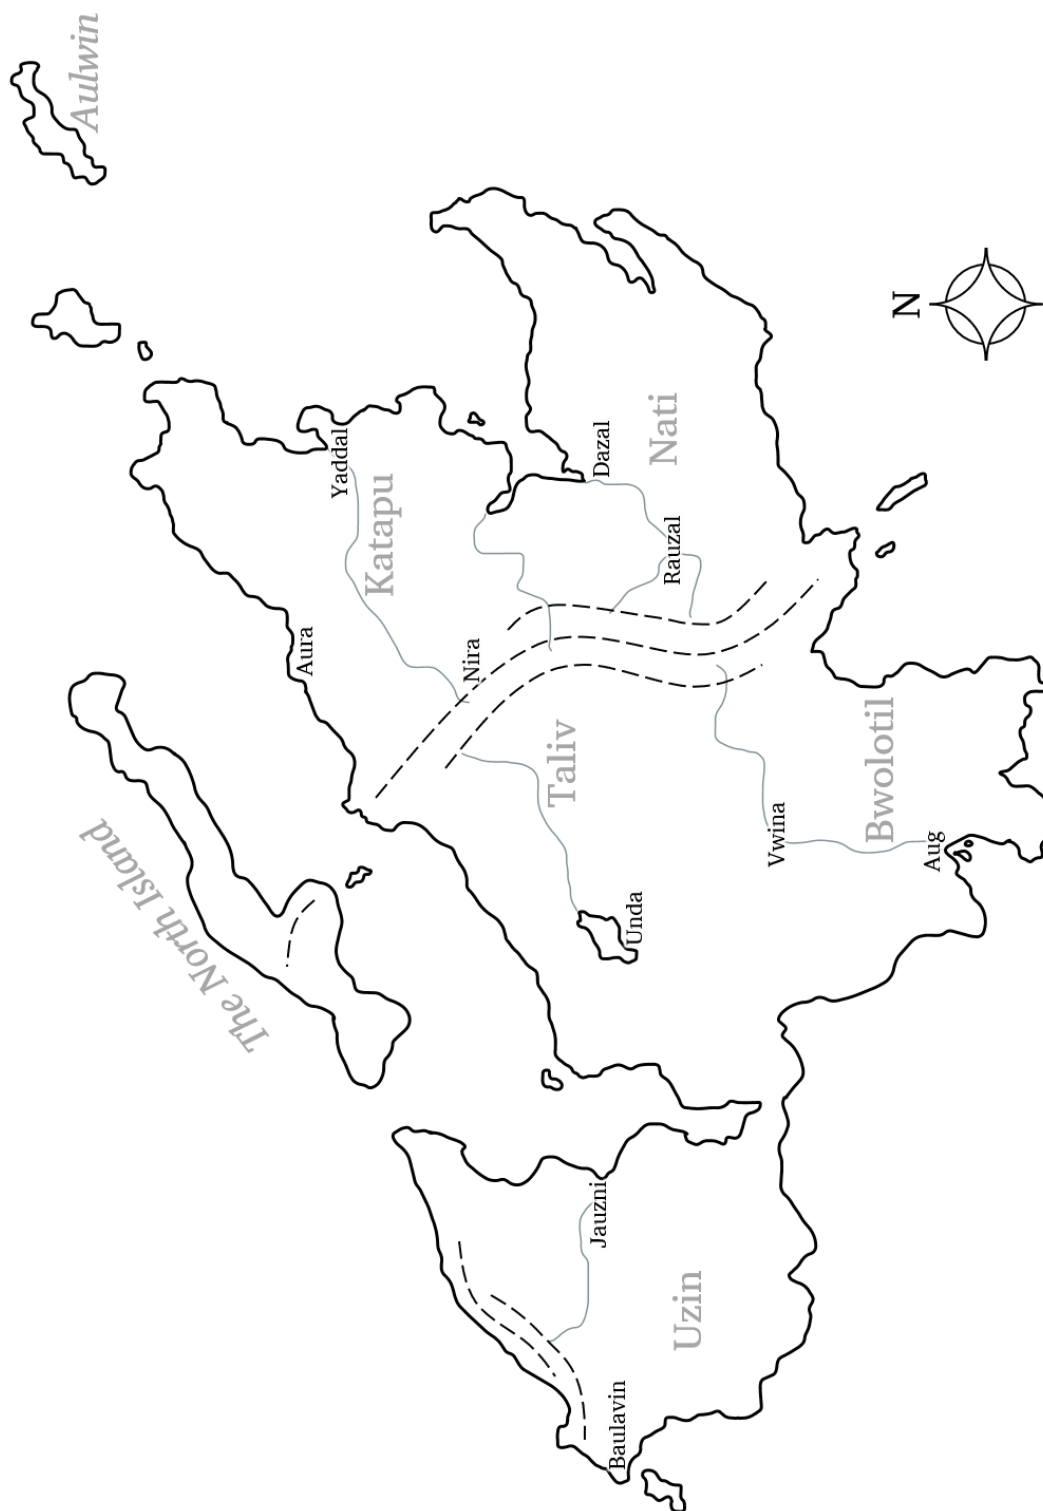 Aulwin
The North Island
Aura
Yaddal
Katapu
Nira
Taliv
Jauzni
Dazal
Baulavin
Unda
Nati
Rauzal
Uzin
Vwina
Bwolotil
N
Aug